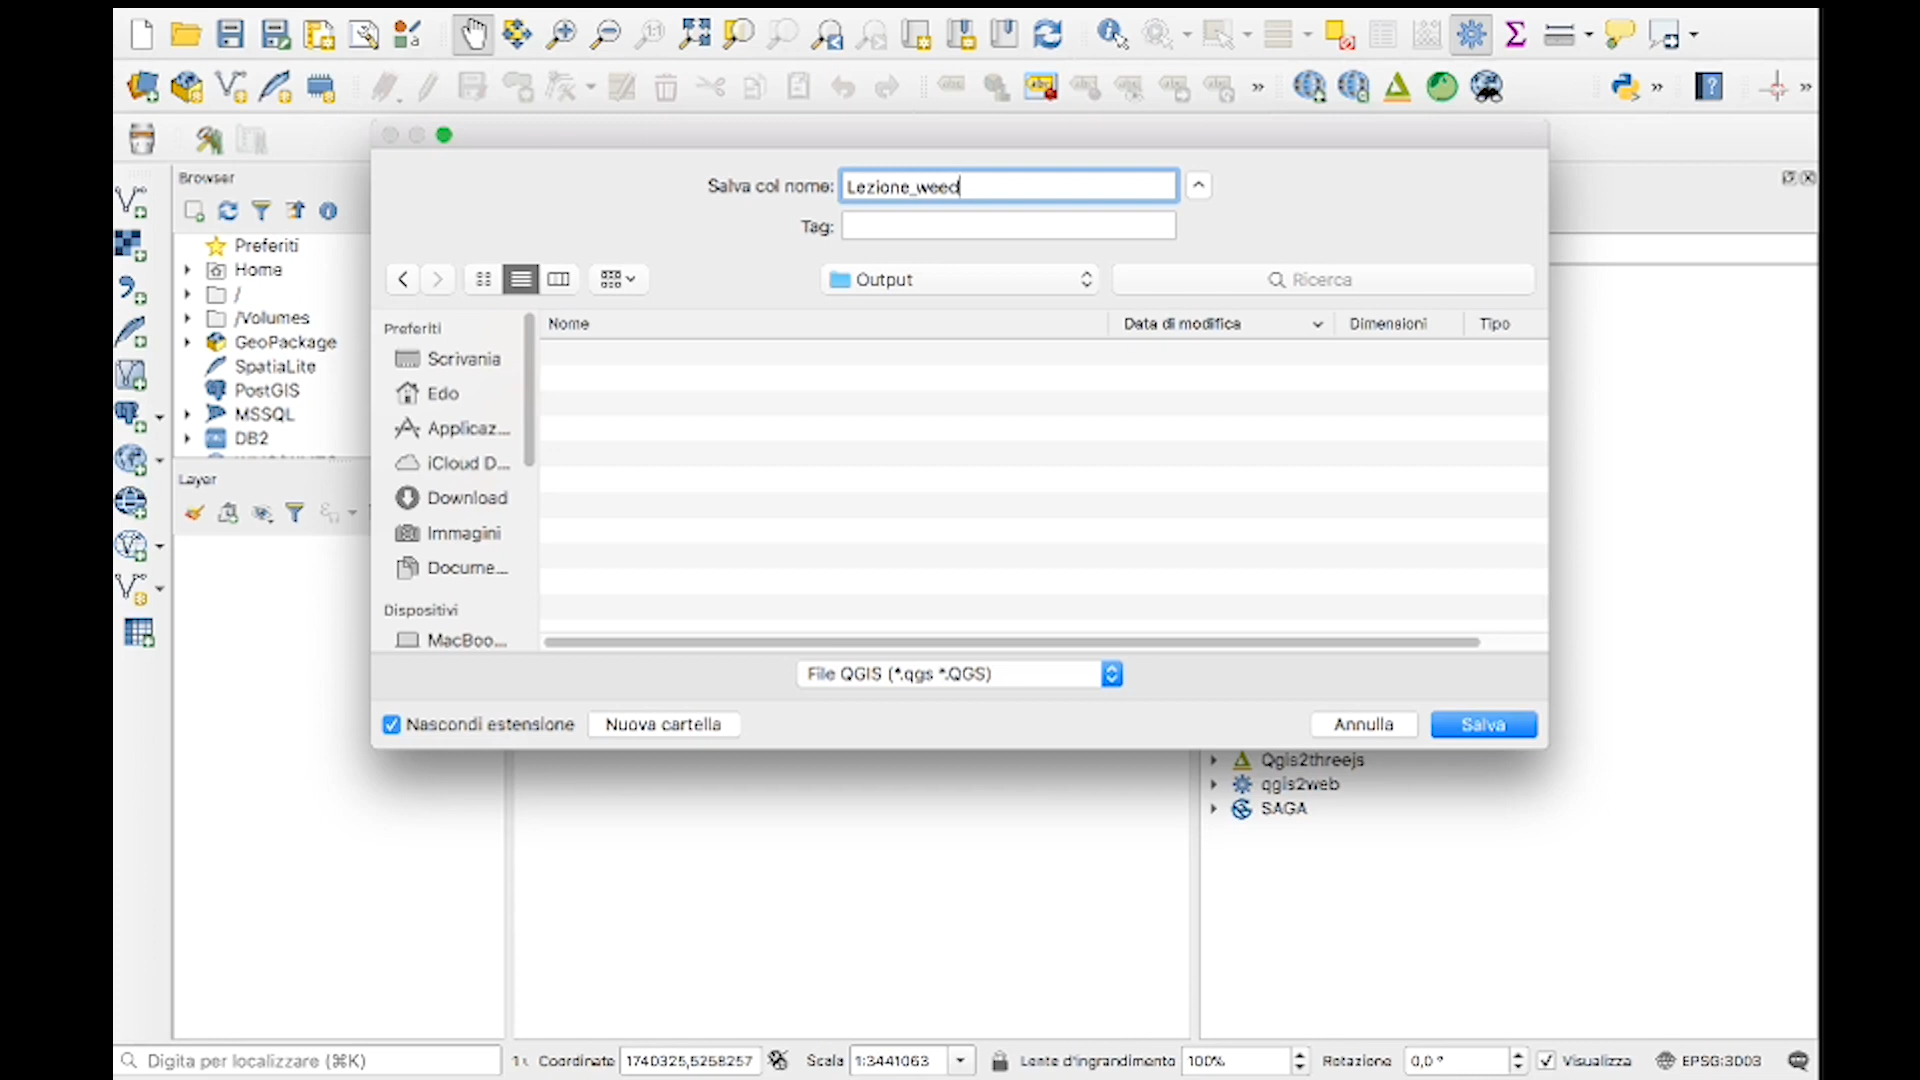 Browser
Preferiti
Home
/
/Volumes
GeoPackage
SpatiaLite
PostGIS
MSSQL
DB2
Layer
Salva col nome: Lezione_weed
Tag:
Output
Ricerca
Preferiti
Scrivania
Edo
Applicaz...
iCloud D...
Download
Immagini
Docume...
Dispositivi
MacBoo...
Nome Data di modifica Dimensioni Tipo
File QGIS (*.qgs *.QGS)
Nascondi estensione Nuova cartella Annulla Salva
Qgis2threejs
qgis2web
SAGA
Digita per localizzare (⌘K) Coordinate 1740325,5258257 Scala 1:3441063 Lente d'ingrandimento 100% Rotazione 0,0 ° Visualizza EPSG:3003